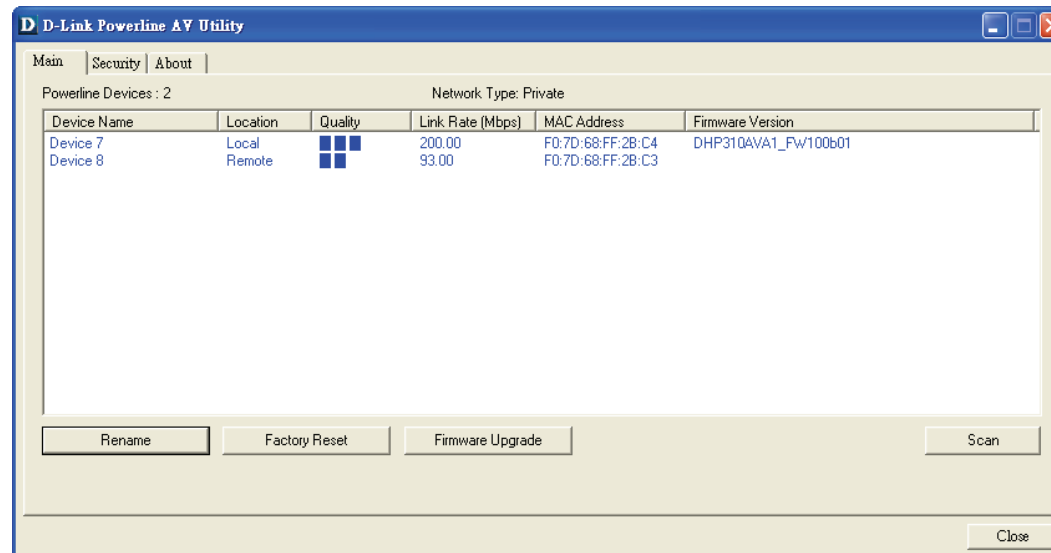 D D-Link Powerline AV Utility
Main Security About
Powerline Devices : 2 Network Type: Private
Device Name Location Quality Link Rate (Mbps) MAC Address Firmware Version
Device 7 Local 200.00 F0:7D:68:FF:2B:C4 DHP310AVA1_FW100b01
Device 8 Remote 93.00 F0:7D:68:FF:2B:C3
Rename Factory Reset Firmware Upgrade Scan
Close